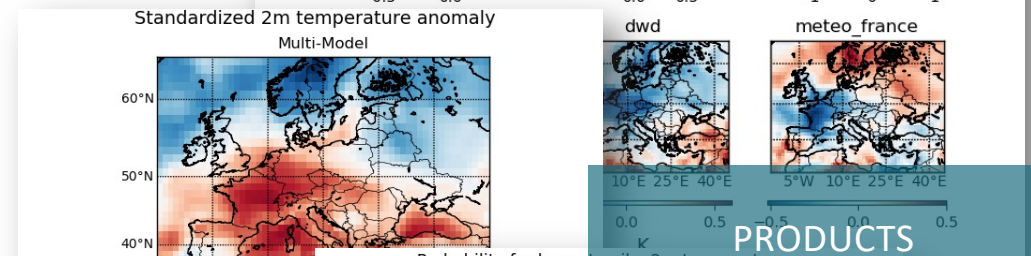 Standardized 2m temperature anomaly
Multi-Model
60°N
50°N
40°N
dwd
meteo_france
10°E 25°E 40°E
5°W 10°E 25°E 40°E
0.0 0.5
−0.5 0.0 0.5
K
PRODUCTS